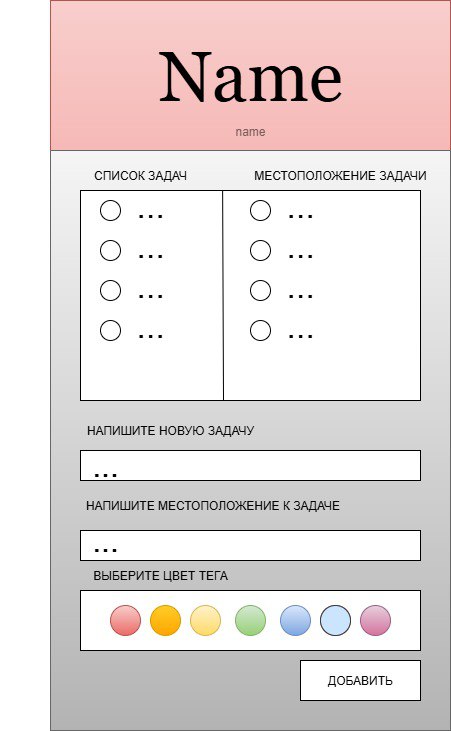 Name
name
СПИСОК ЗАДАЧ
МЕСТОПОЛОЖЕНИЕ ЗАДАЧИ
... ...
... ...
... ...
... ...
НАПИШИТЕ НОВУЮ ЗАДАЧУ
...
НАПИШИТЕ МЕСТОПОЛОЖЕНИЕ К ЗАДАЧЕ
...
ВЫБЕРИТЕ ЦВЕТ ТЕГА
ДОБАВИТЬ